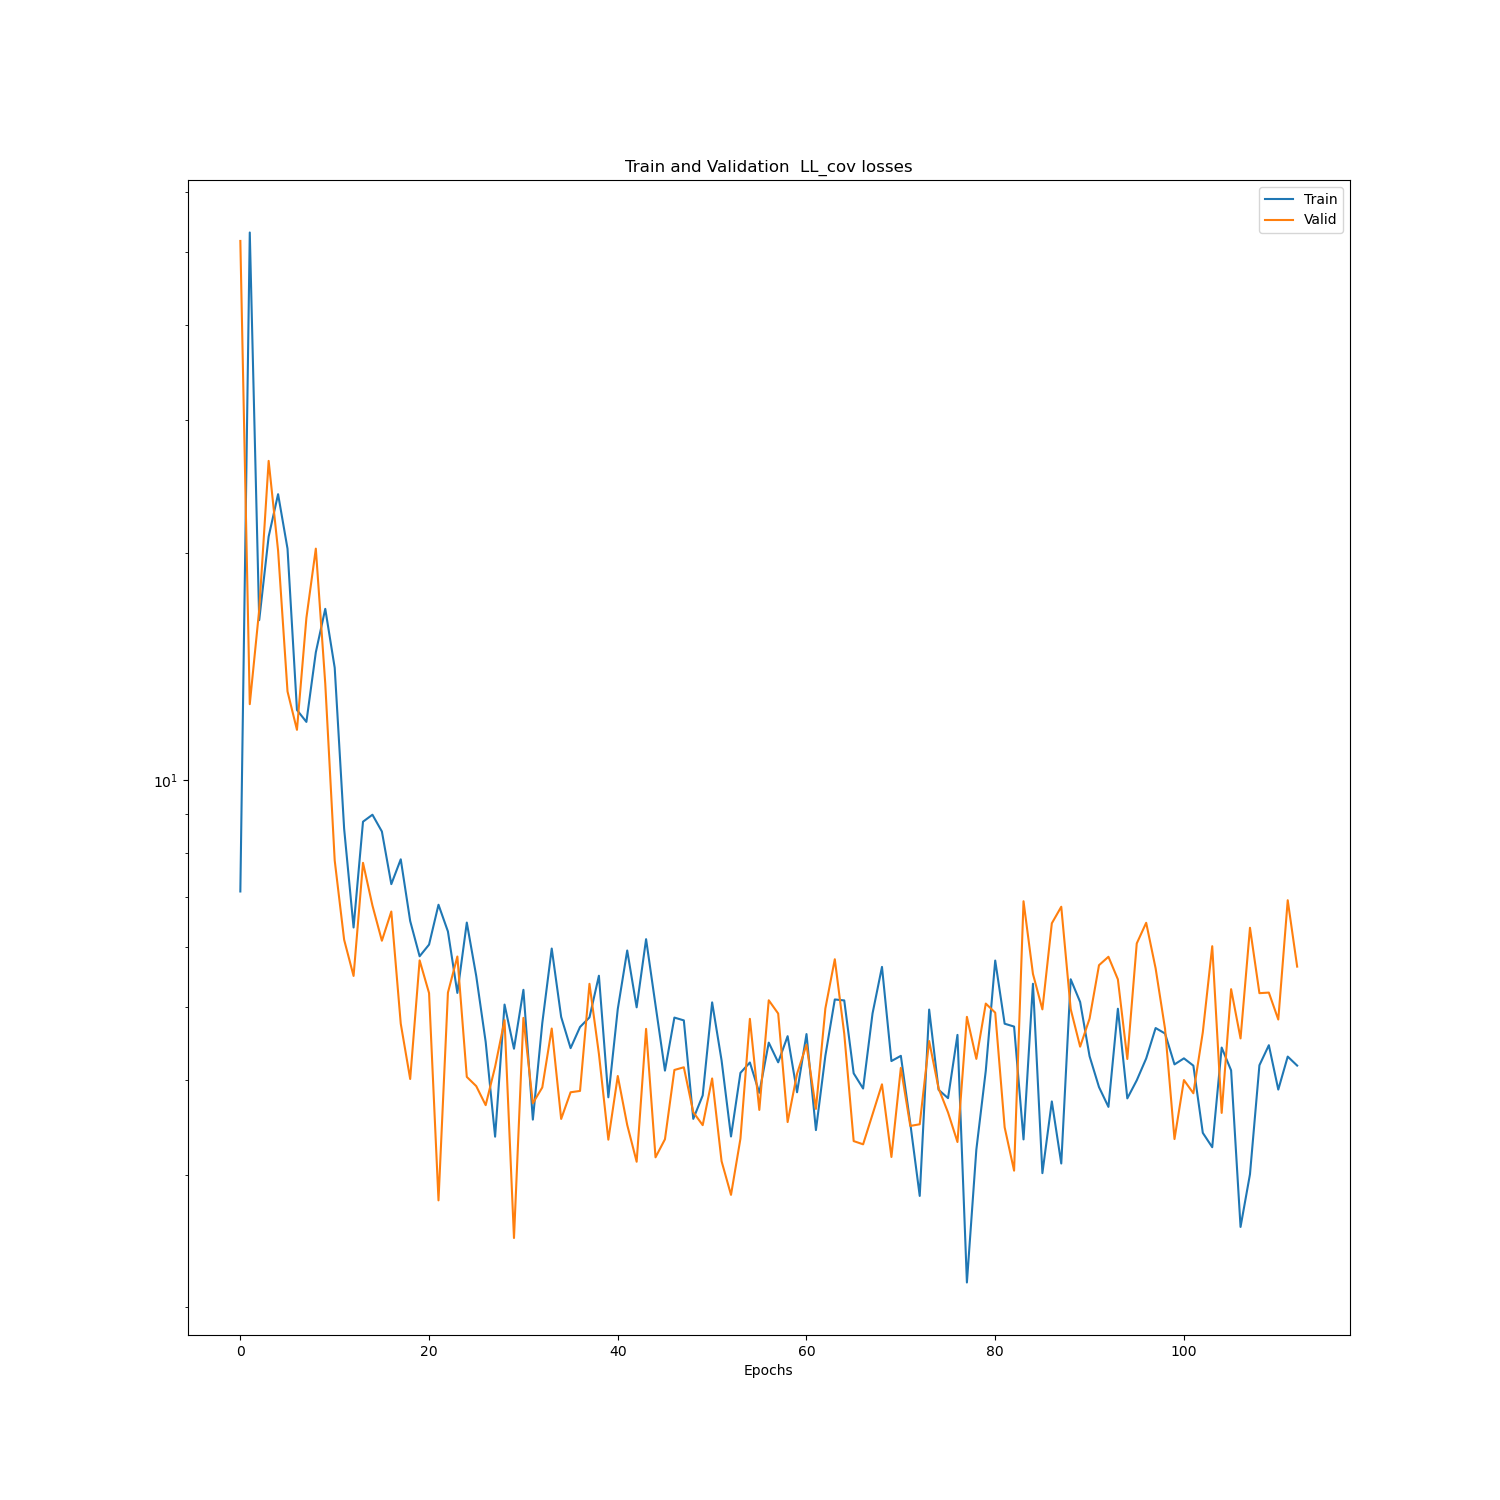 Train and Validation  LL_cov losses
Train
Valid
10¹
0 20 40 60 80 100
Epochs